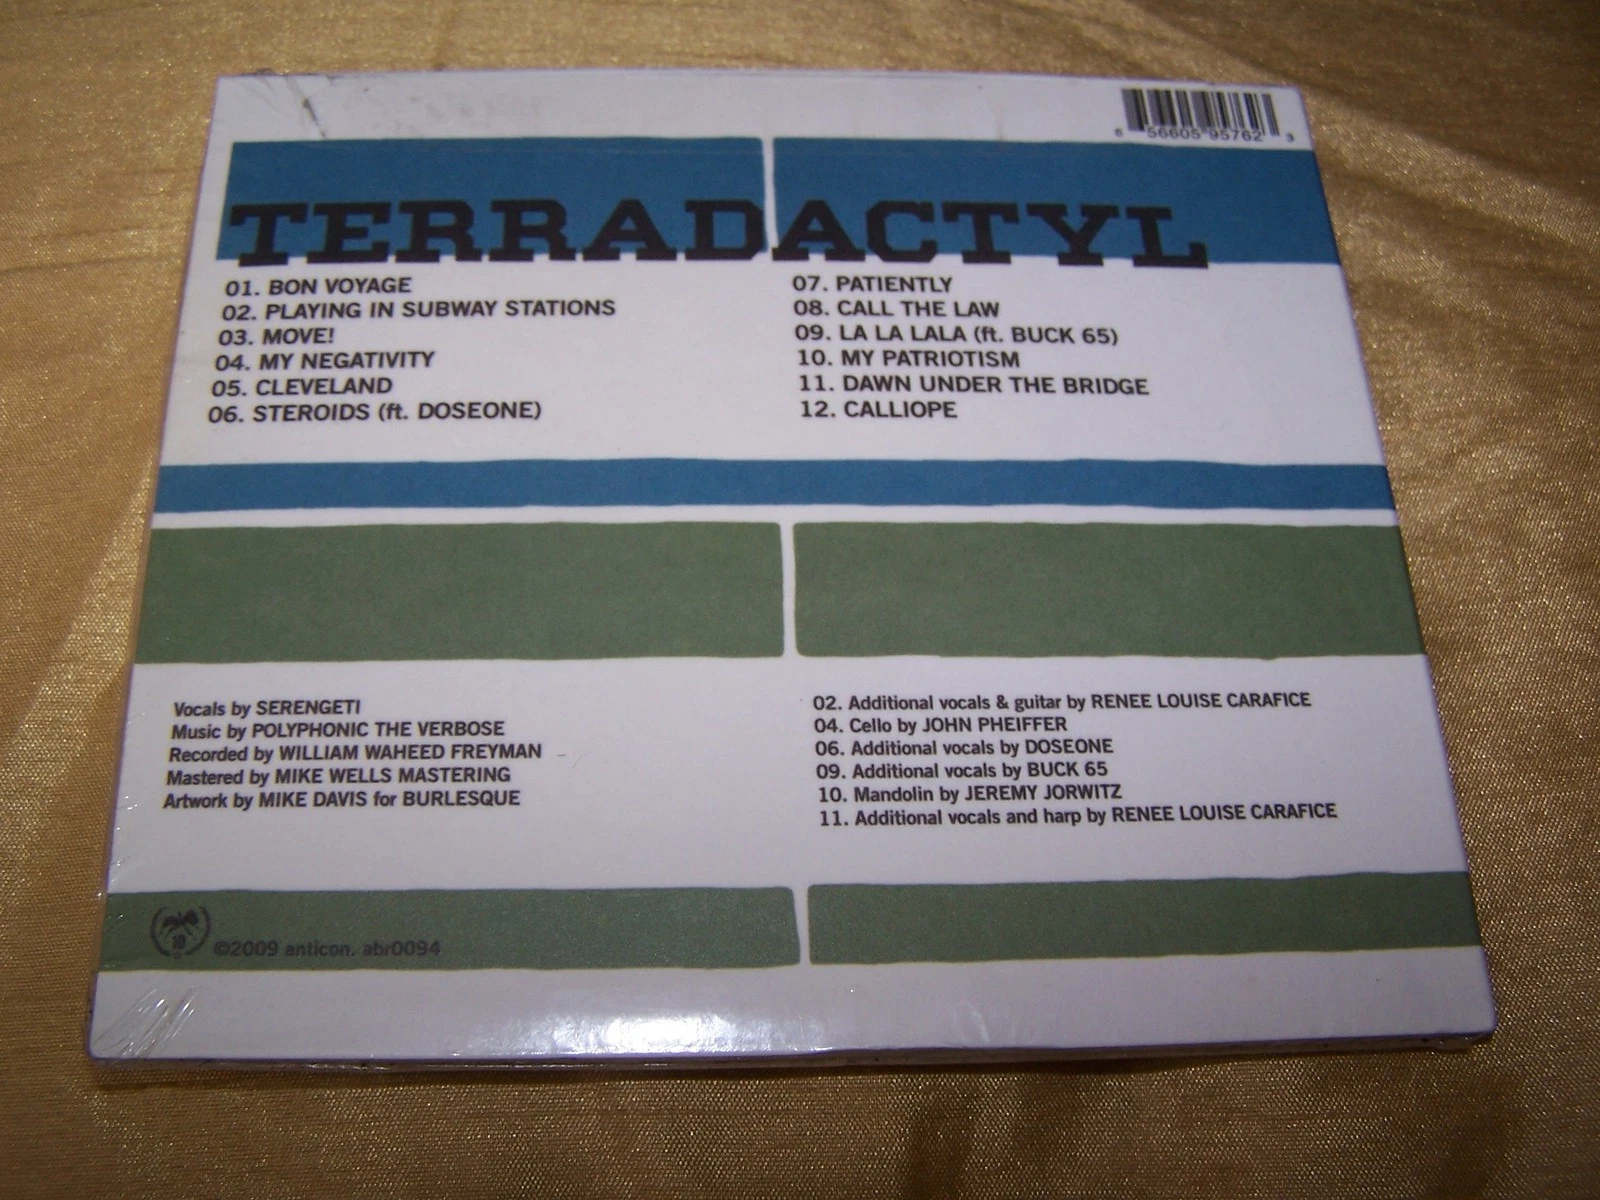 6 56605 95762 3
TERRADACTYL
01. BON VOYAGE
02. PLAYING IN SUBWAY STATIONS
03. MOVE!
04. MY NEGATIVITY
05. CLEVELAND
06. STEROIDS (ft. DOSEONE)
07. PATIENTLY
08. CALL THE LAW
09. LA LA LALA (ft. BUCK 65)
10. MY PATRIOTISM
11. DAWN UNDER THE BRIDGE
12. CALLIOPE
Vocals by SERENGETI
Music by POLYPHONIC THE VERBOSE
Recorded by WILLIAM WAHEED FREYMAN
Mastered by MIKE WELLS MASTERING
Artwork by MIKE DAVIS for BURLESQUE
02. Additional vocals & guitar by RENEE LOUISE CARAFICE
04. Cello by JOHN PHEIFFER
06. Additional vocals by DOSEONE
09. Additional vocals by BUCK 65
10. Mandolin by JEREMY JORWITZ
11. Additional vocals and harp by RENEE LOUISE CARAFICE
10
©2009 anticon. abr0094